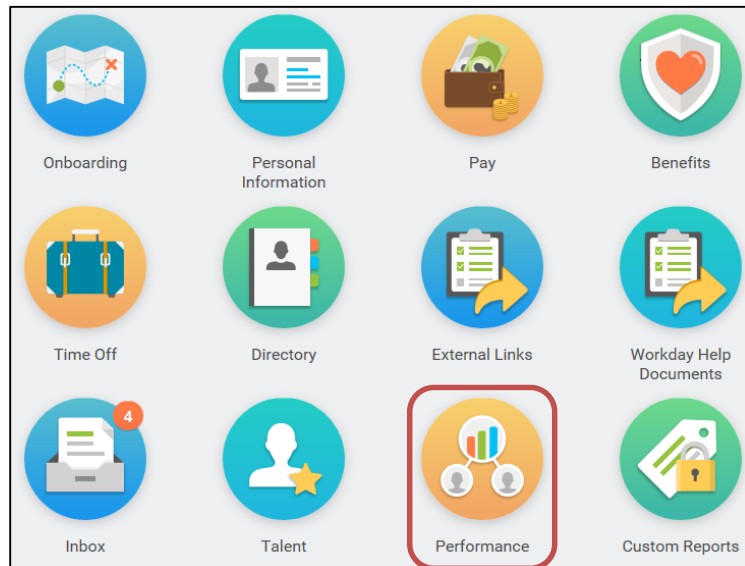 Onboarding
Personal
Information
Pay
Benefits
Time Off
Directory
External Links
Workday Help
Documents
4
Inbox
Talent
Performance
Custom Reports